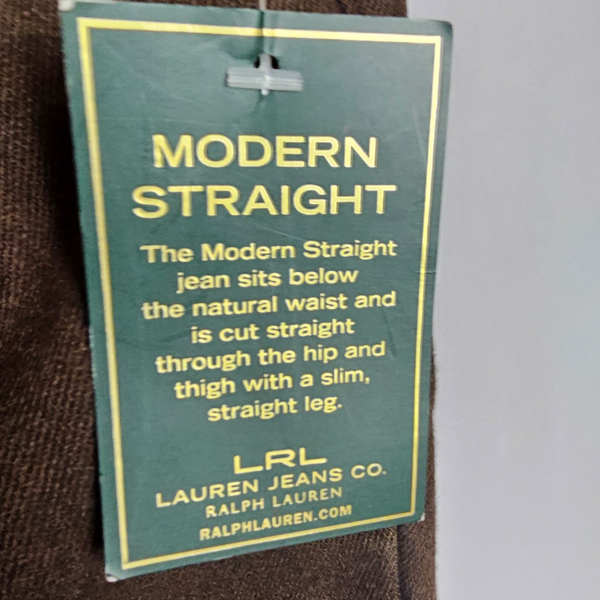 MODERN
STRAIGHT
The Modern Straight
jean sits below
the natural waist and
is cut straight
through the hip and
thigh with a slim,
straight leg.
LRL
LAUREN JEANS CO.
RALPH LAUREN
RALPHLAUREN.COM